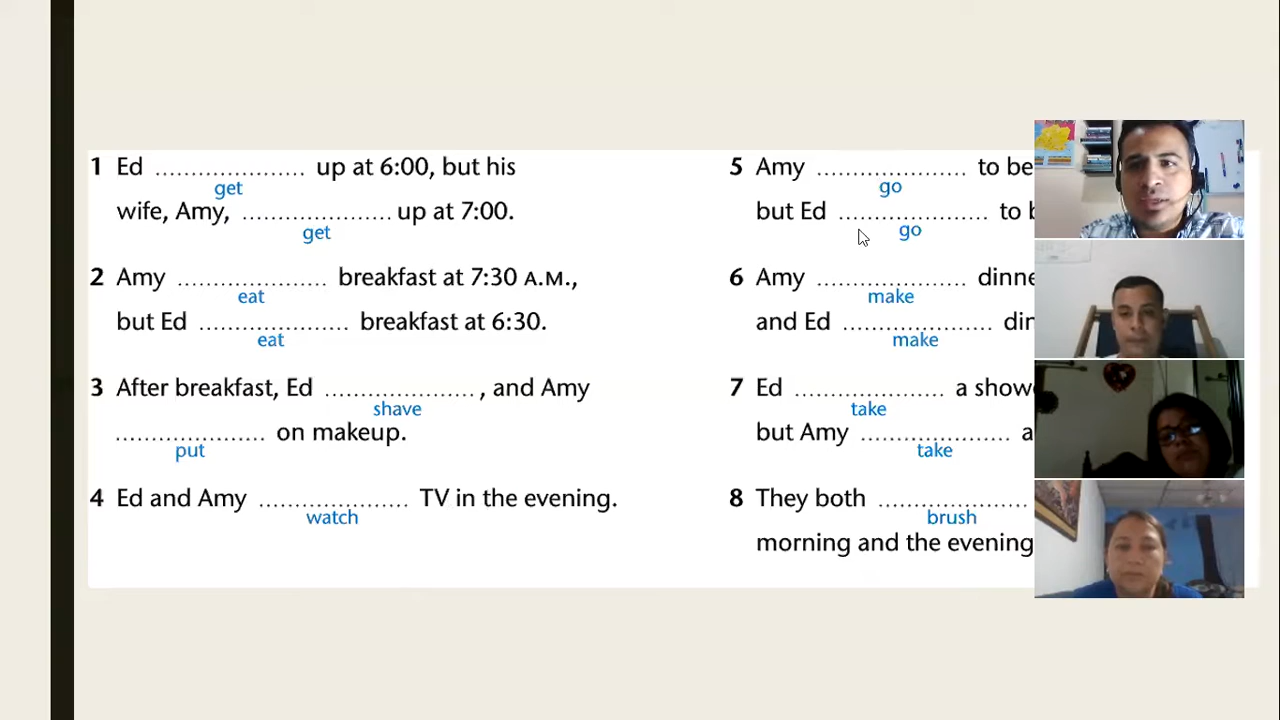 1 Ed ..................... up at 6:00, but his
get
wife, Amy, ..................... up at 7:00.
get
2 Amy ..................... breakfast at 7:30 A.M.,
eat
but Ed ..................... breakfast at 6:30.
eat
3 After breakfast, Ed ..................... , and Amy
shave
..................... on makeup.
put
4 Ed and Amy ..................... TV in the evening.
watch
5 Amy ..................... to be
go
but Ed ..................... to
go
6 Amy ..................... dinne
make
and Ed ..................... din
make
7 Ed ..................... a show
take
but Amy ..................... a
take
8 They both .....................
brush
morning and the evening